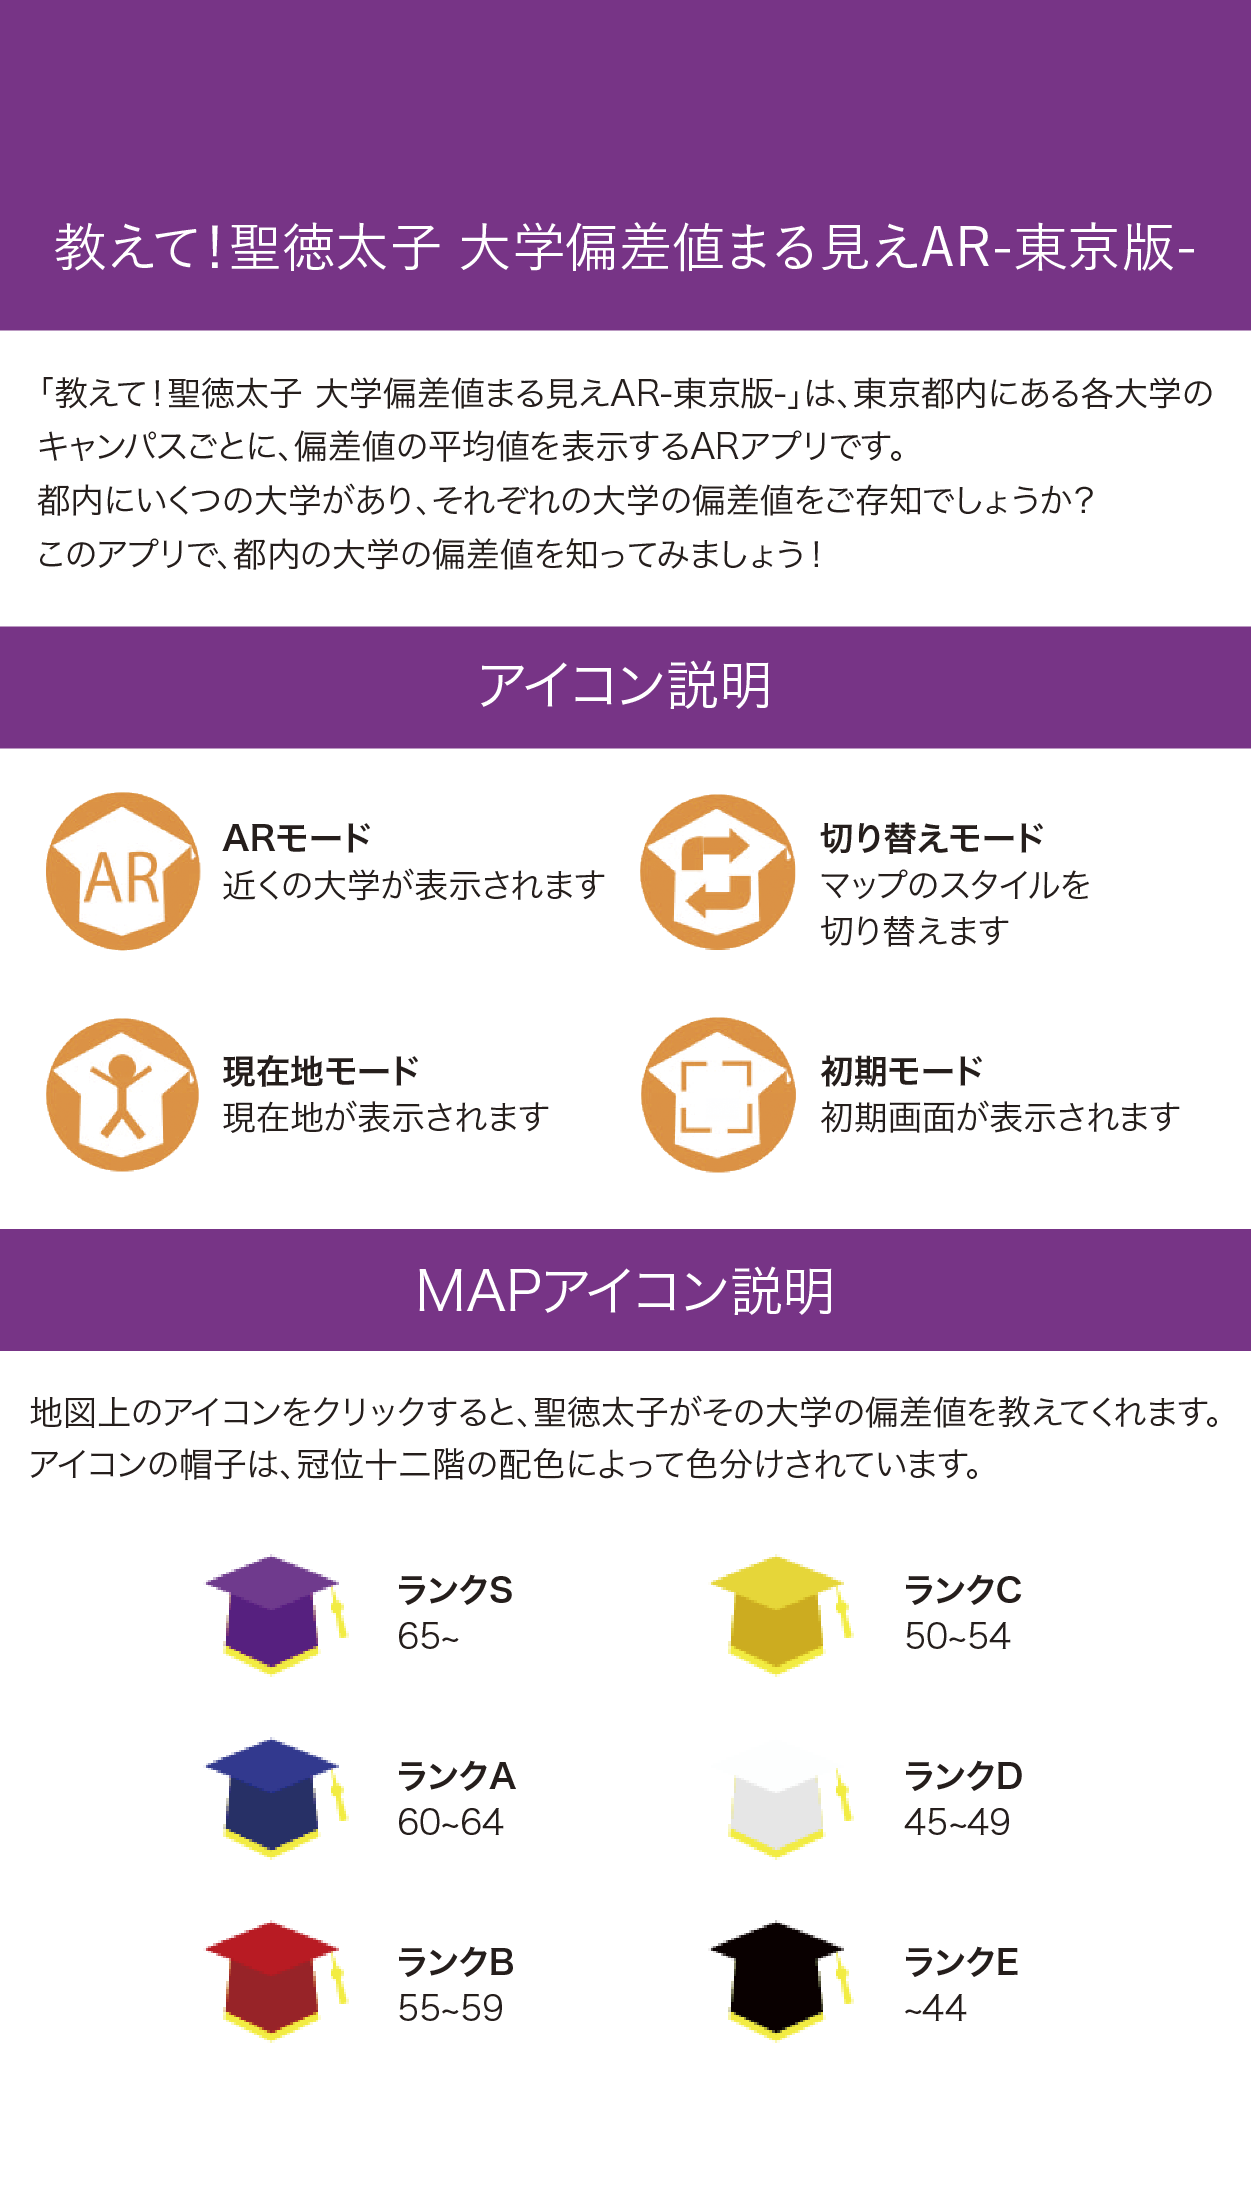 教えて！聖徳太子 大学偏差値まる見えAR-東京版-
「教えて！聖徳太子 大学偏差値まる見えAR-東京版-」は、東京都内にある各大学の
キャンパスごとに、偏差値の平均値を表示するARアプリです。
都内にいくつの大学があり、それぞれの大学の偏差値をご存知でしょうか？
このアプリで、都内の大学の偏差値を知ってみましょう！
アイコン説明
AR
ARモード
近くの大学が表示されます
切り替えモード
マップのスタイルを
切り替えます
現在地モード
現在地が表示されます
初期モード
初期画面が表示されます
MAPアイコン説明
地図上のアイコンをクリックすると、聖徳太子がその大学の偏差値を教えてくれます。
アイコンの帽子は、冠位十二階の配色によって色分けされています。
ランクS
65~
ランクC
50~54
ランクA
60~64
ランクD
45~49
ランクB
55~59
ランクE
~44